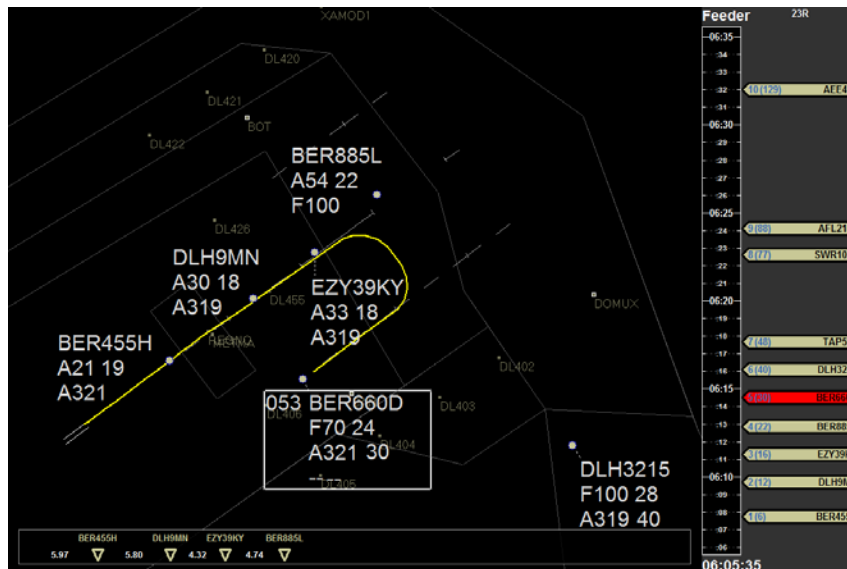 Feeder 23R
XAMOD1
DL420
DL421
BOT
DL422
BER885L
A54 22
F100
DL426
DLH9MN
A30 18
A319
DL455
EZY39KY
A33 18
A319
DOMUX
BER455H
A21 19
A321
METMA
DL402
053 BER660D
F70 24
A321 30
DL406
DL403
DL404
DL405
DLH3215
F100 28
A319 40
BER455H DLH9MN EZY39KY BER885L
5.97 5.80 4.32 4.74
06:35
34
33
32
31
06:30
29
28
27
26
06:25
24
23
22
21
06:20
19
18
17
16
06:15
14
13
12
11
06:10
09
08
07
06
06:05:35
10(129) AEE4
9(88) AFL21
8(77) SWR10
7(48) TAP5
6(40) DLH32
BER66
4(22) BER88
3(16) EZY39
2(12) DLH9M
1(6) BER455